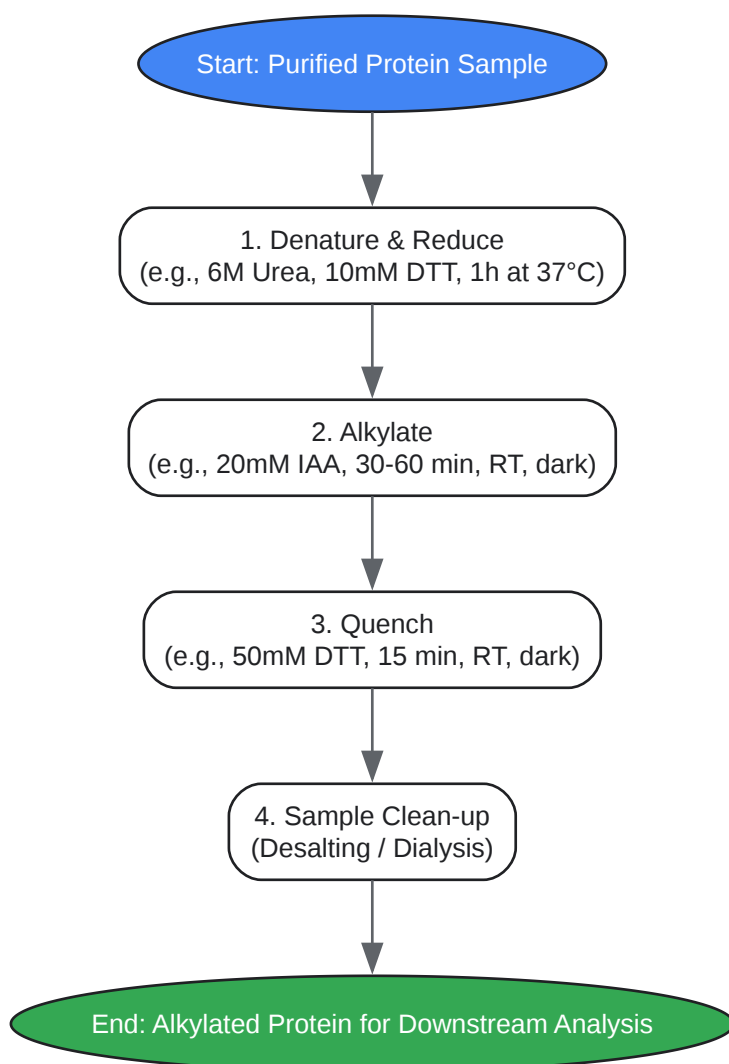 Start: Purified Protein Sample
1. Denature & Reduce
(e.g., 6M Urea, 10mM DTT, 1h at 37°C)
2. Alkylate
(e.g., 20mM IAA, 30-60 min, RT, dark)
3. Quench
(e.g., 50mM DTT, 15 min, RT, dark)
4. Sample Clean-up
(Desalting / Dialysis)
End: Alkylated Protein for Downstream Analysis